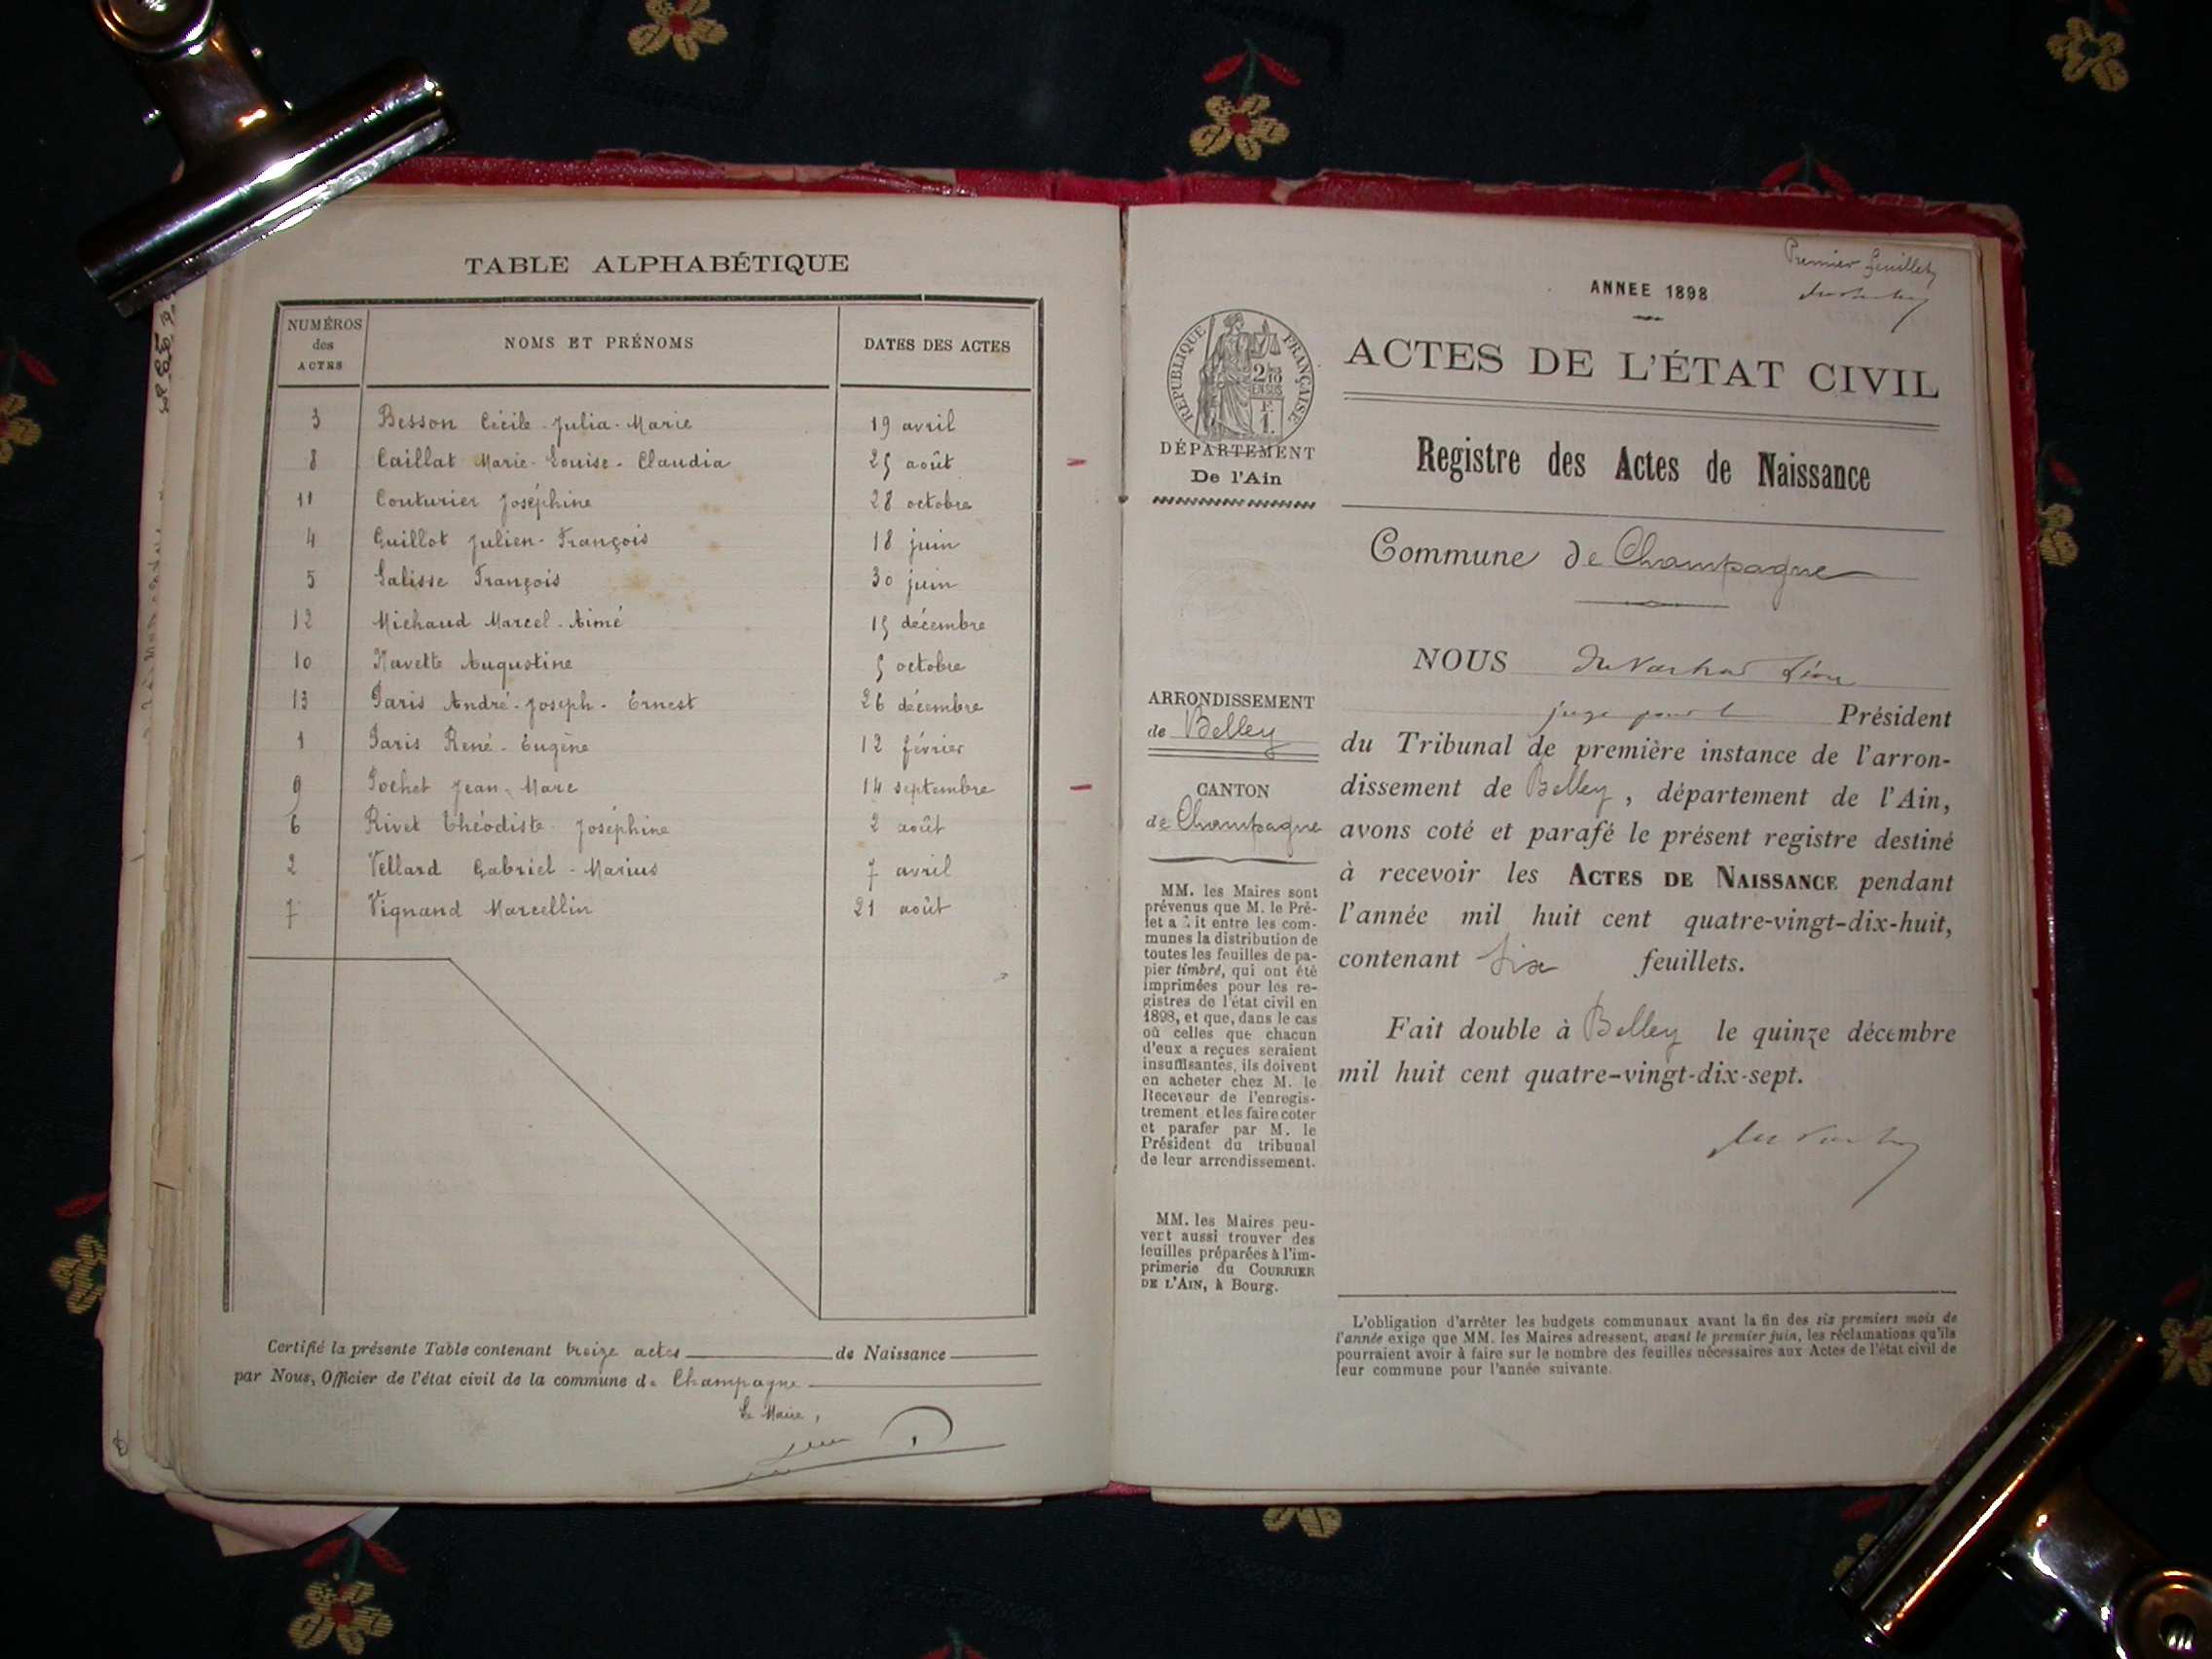 TABLE ALPHABÉTIQUE
NUMÉROS des ACTES NOMS ET PRÉNOMS DATES DES ACTES
3 Besson Cécile-Julia-Marie 19 avril
8 Caillat Marie-Louise-Claudia 25 août
11 Couturier Joséphine 28 octobre
4 Guillot Julien-François 18 juin
5 Galisse François 30 juin
12 Michaud Marcel-Aimé 15 décembre
10 Navette Augustine 5 octobre
13 Paris André-Joseph-Ernest 26 décembre
1 Paris René-Eugène 12 février
9 Pochet Jean-Marc 14 septembre
6 Rivet Théodiste Joséphine 2 août
2 Vellard Gabriel-Marius 7 avril
7 Vignand Marcellin 21 août
Certifié la présente Table contenant treize actes de Naissance
par Nous, Officier de l'état civil de la commune de Champagne
Le Maire,
Premier feuillet
ANNEE 1898
RÉPUBLIQUE FRANÇAISE
2/10 EN SUS
F. 1.
DÉPARTEMENT
De l'Ain
ACTES DE L'ÉTAT CIVIL
Registre des Actes de Naissance
Commune de Champagne
ARRONDISSEMENT
de Belley
CANTON
de Champagne
MM. les Maires sont
prévenus que M. le Pré-
fet a fait entre les com-
munes la distribution de
toutes les feuilles de pa-
pier timbré, qui ont été
imprimées pour les re-
gistres de l'état civil en
1898, et que, dans le cas
où celles que chacun
d'eux a reçues seraient
insuffisantes, ils doivent
en acheter chez M. le
Receveur de l'enregis-
trement et les faire coter
et parafer par M. le
Président du tribunal
de leur arrondissement.
MM. les Maires peu-
vent aussi trouver des
feuilles préparées à l'im-
primerie du COURRIER
DE L'AIN, à Bourg.
NOUS Léon
juge pour le Président
du Tribunal de première instance de l'arron-
dissement de Belley, département de l'Ain,
avons coté et parafé le présent registre destiné
à recevoir les ACTES DE NAISSANCE pendant
l'année mil huit cent quatre-vingt-dix-huit,
contenant six feuillets.
Fait double à Belley le quinze décembre
mil huit cent quatre-vingt-dix-sept.
L'obligation d'arrêter les budgets communaux avant la fin des six premiers mois de
l'année exige que MM. les Maires adressent, avant le premier juin, les réclamations qu'ils
pourraient avoir à faire sur le nombre des feuilles nécessaires aux Actes de l'état civil de
leur commune pour l'année suivante.